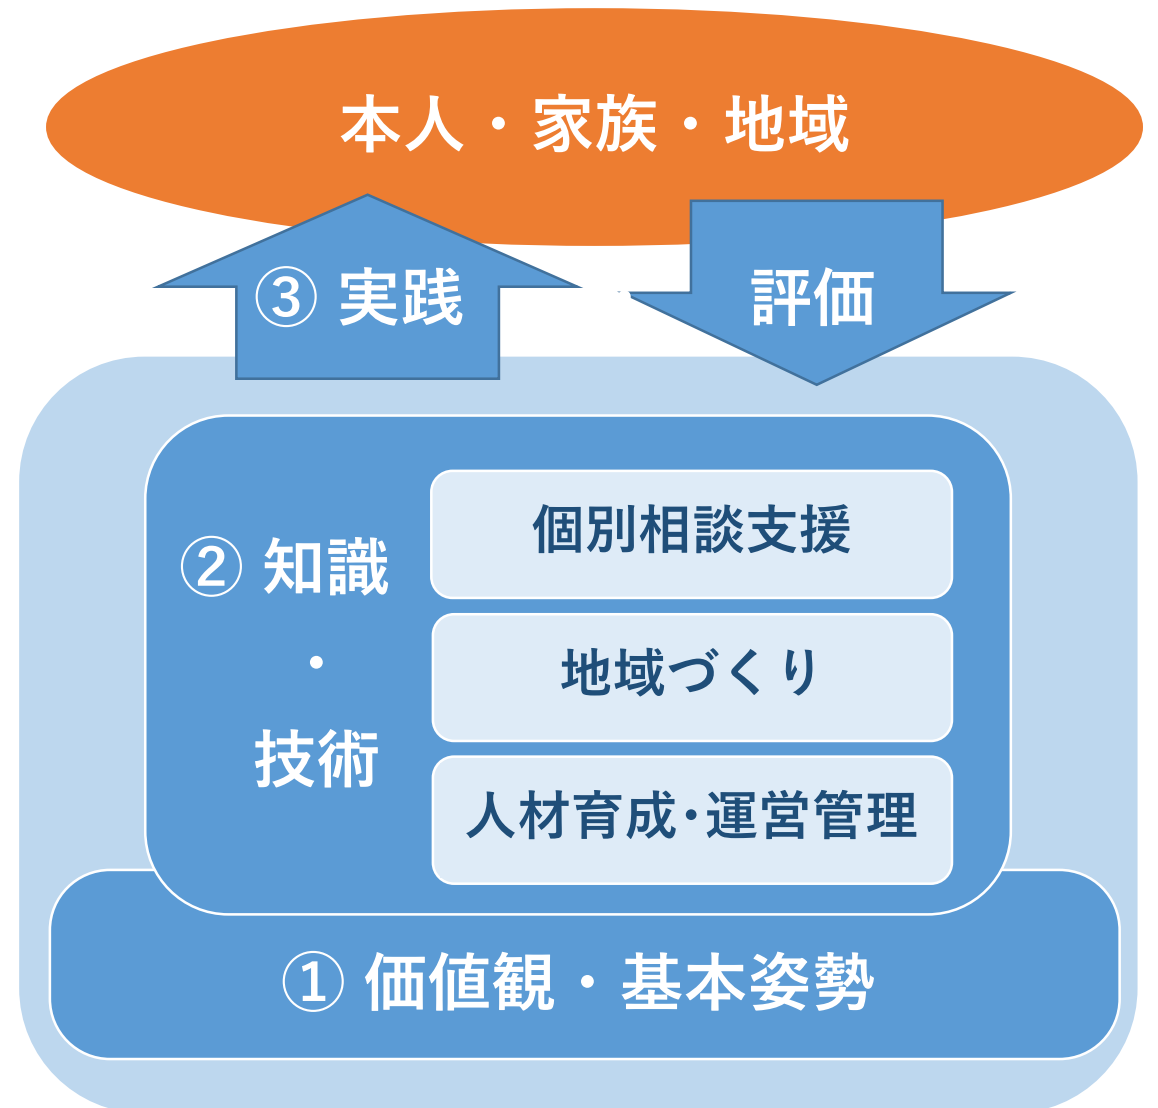 本人・家族・地域
③ 実践
評価
② 知識
・
技術
個別相談支援
地域づくり
人材育成･運営管理
① 価値観・基本姿勢